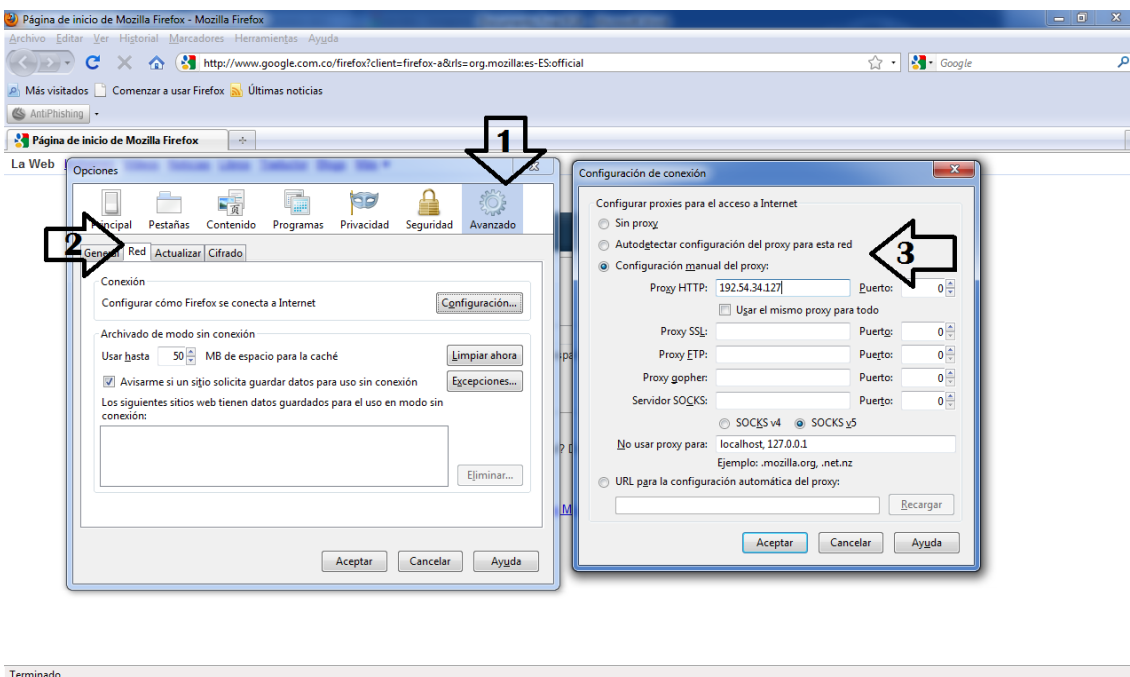 Página de inicio de Mozilla Firefox - Mozilla Firefox
Archivo Editar Ver Historial Marcadores Herramientas Ayuda
http://www.google.com.co/firefox?client=firefox-a&rls=org.mozilla:es-ES:official
Google
Más visitados Comenzar a usar Firefox Últimas noticias
AntiPhishing
Página de inicio de Mozilla Firefox
La Web
1
Opciones
Principal Pestañas Contenido Programas Privacidad Seguridad Avanzado
2
General Red Actualizar Cifrado
Conexión
Configurar cómo Firefox se conecta a Internet Configuración...
Archivado de modo sin conexión
Usar hasta 50 MB de espacio para la caché Limpiar ahora
Avisarme si un sitio solicita guardar datos para uso sin conexión Excepciones...
Los siguientes sitios web tienen datos guardados para el uso en modo sin
conexión:
Eliminar...
Aceptar Cancelar Ayuda
Configuración de conexión
Configurar proxies para el acceso a Internet
Sin proxy
Autodetectar configuración del proxy para esta red
3
Configuración manual del proxy:
Proxy HTTP: 192.54.34.127 Puerto: 0
Usar el mismo proxy para todo
Proxy SSL: Puerto: 0
Proxy FTP: Puerto: 0
Proxy gopher: Puerto: 0
Servidor SOCKS: Puerto: 0
SOCKS v4 SOCKS v5
No usar proxy para: localhost, 127.0.0.1
Ejemplo: .mozilla.org, .net.nz
URL para la configuración automática del proxy:
Recargar
Aceptar Cancelar Ayuda
Terminado